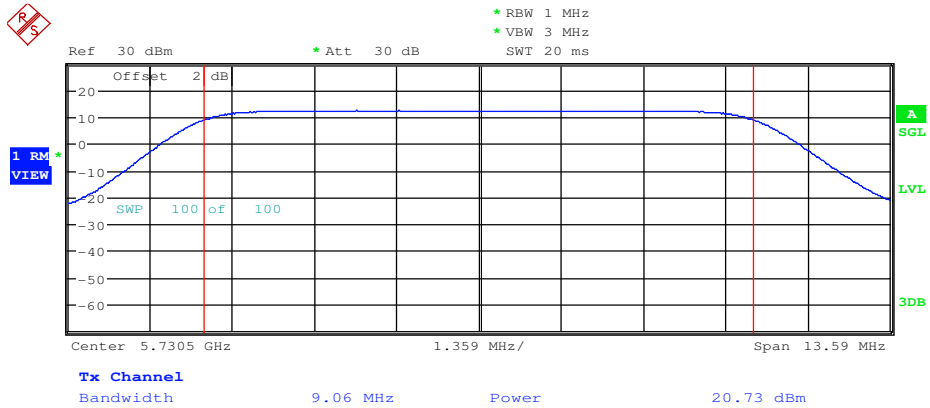 R&S
* RBW 1 MHz
* VBW 3 MHz
Ref 30 dBm * Att 30 dB SWT 20 ms
Offset 2 dB
20
10
0
-10
-20
-30
-40
-50
-60
1 RM *
VIEW
SWP 100 of 100
A
SGL
LVL
3DB
Center 5.7305 GHz 1.359 MHz/ Span 13.59 MHz
Tx Channel
Bandwidth 9.06 MHz Power 20.73 dBm